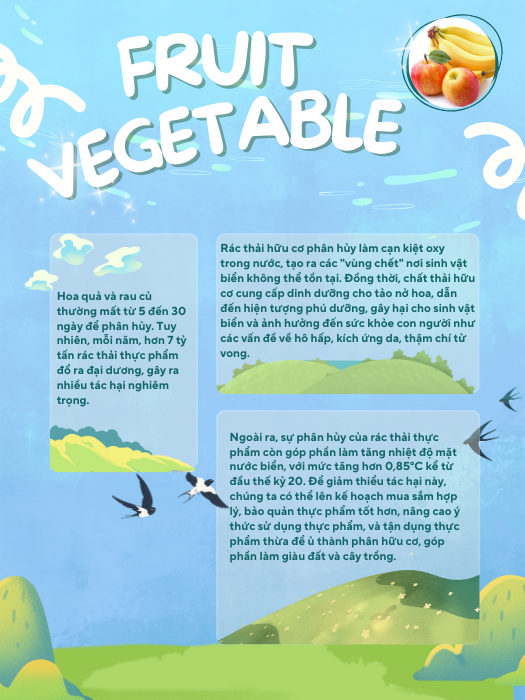 FRUIT
VEGETABLE
Hoa quả và rau củ
thường mất từ 5 đến 30
ngày để phân hủy. Tuy
nhiên, mỗi năm, hơn 7 tỷ
tấn rác thải thực phẩm
đổ ra đại dương, gây ra
nhiều tác hại nghiêm
trọng.
Rác thải hữu cơ phân hủy làm cạn kiệt oxy
trong nước, tạo ra các "vùng chết" nơi sinh vật
biển không thể tồn tại. Đồng thời, chất thải hữu
cơ cung cấp dinh dưỡng cho tảo nở hoa, dẫn
đến hiện tượng phú dưỡng, gây hại cho sinh vật
biển và ảnh hưởng đến sức khỏe con người như
các vấn đề về hô hấp, kích ứng da, thậm chí tử
vong.
Ngoài ra, sự phân hủy của rác thải thực
phẩm còn góp phần làm tăng nhiệt độ mặt
nước biển, với mức tăng hơn 0,85°C kể từ
đầu thế kỷ 20. Để giảm thiểu tác hại này,
chúng ta có thể lên kế hoạch mua sắm hợp
lý, bảo quản thực phẩm tốt hơn, nâng cao ý
thức sử dụng thực phẩm, và tận dụng thực
phẩm thừa để ủ thành phân hữu cơ, góp
phần làm giàu đất và cây trồng.